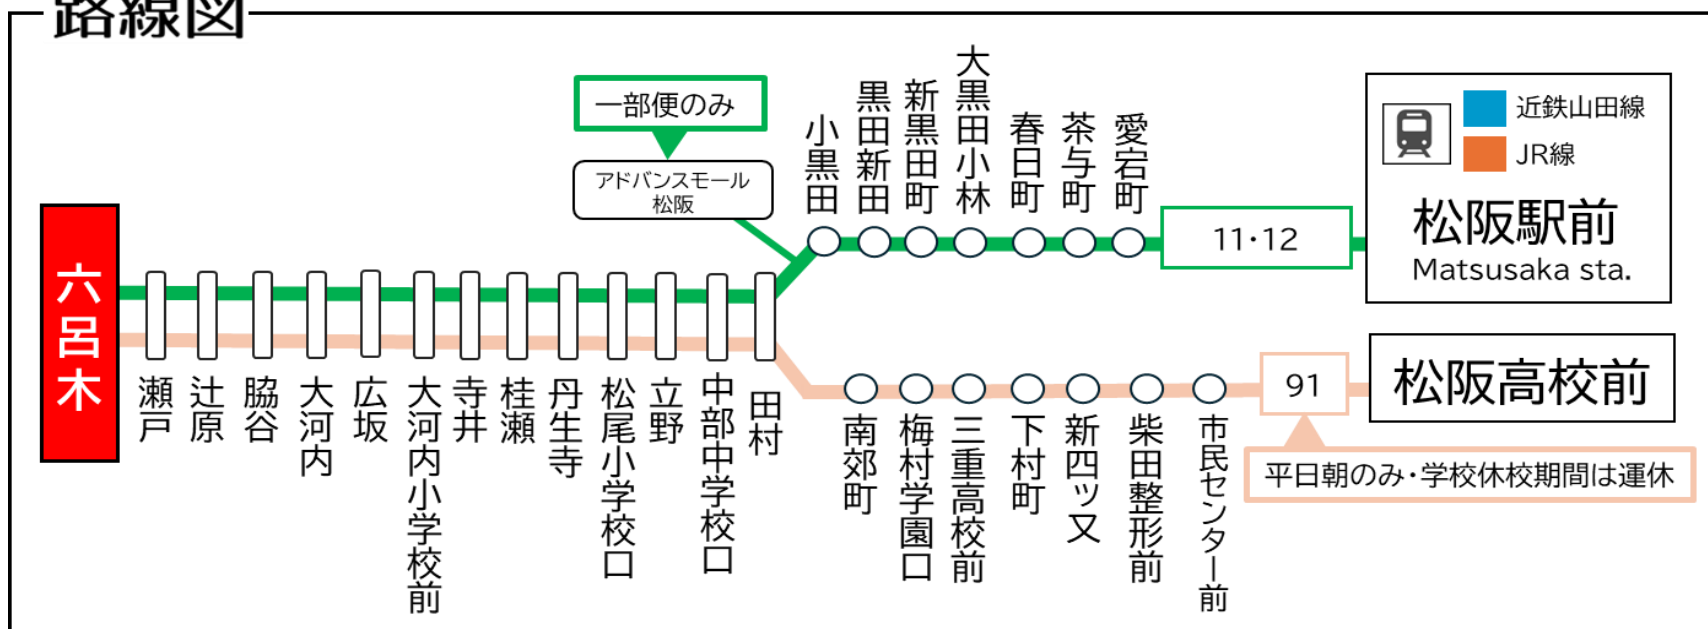 路線図
一部便のみ
アドバンスモール
松阪
六呂木
瀬戸
辻原
脇谷
大河内
広坂
大河内小学校前
寺井
桂瀬
丹生寺
松尾小学校口
立野
中部中学校口
田村
小黒田
黒田新田
新黒田町
大黒田小林
春日町
茶与町
愛宕町
11・12
近鉄山田線
JR線
松阪駅前
Matsusaka sta.
南郊町
梅村学園口
三重高校前
下村町
新四ッ又
柴田整形前
市民センター前
91
松阪高校前
平日朝のみ・学校休校期間は運休